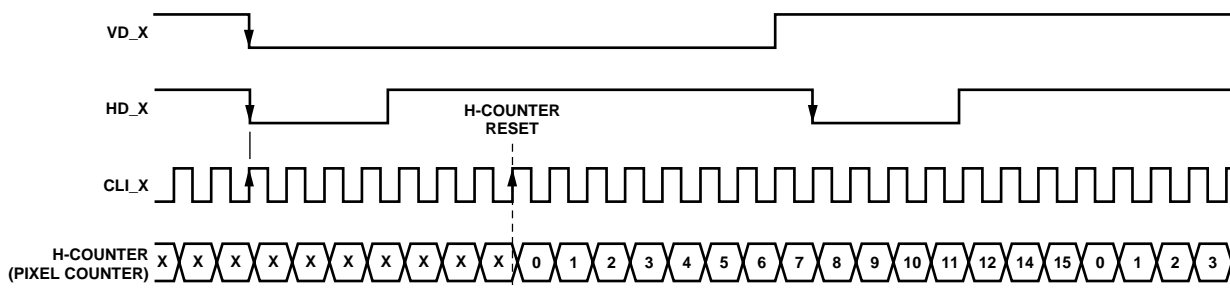 VD_X
HD_X
H-COUNTER
RESET
CLI_X
H-COUNTER
(PIXEL COUNTER)
X X X X X X X X X X 0 1 2 3 4 5 6 7 8 9 10 11 12 14 15 0 1 2 3